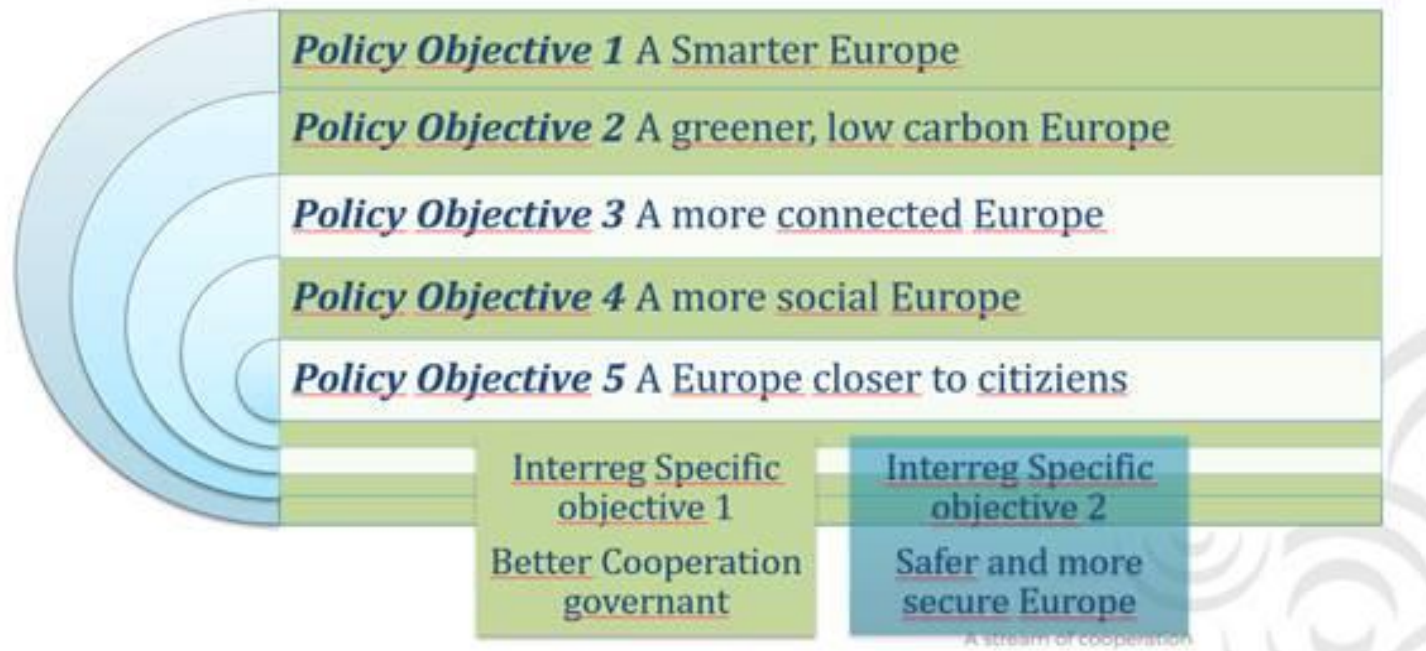 Policy Objective 1 A Smarter Europe
Policy Objective 2 A greener, low carbon Europe
Policy Objective 3 A more connected Europe
Policy Objective 4 A more social Europe
Policy Objective 5 A Europe closer to citiziens
Interreg Specific
objective 1
Better Cooperation
governant
Interreg Specific
objective 2
Safer and more
secure Europe
A stream of cooperation